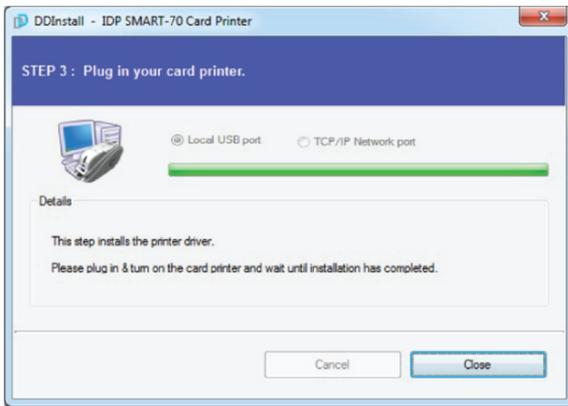 DDInstall - IDP SMART-70 Card Printer
STEP 3 : Plug in your card printer.
Local USB port TCP/IP Network port
Details
This step installs the printer driver.
Please plug in & turn on the card printer and wait until installation has completed.
Cancel Close